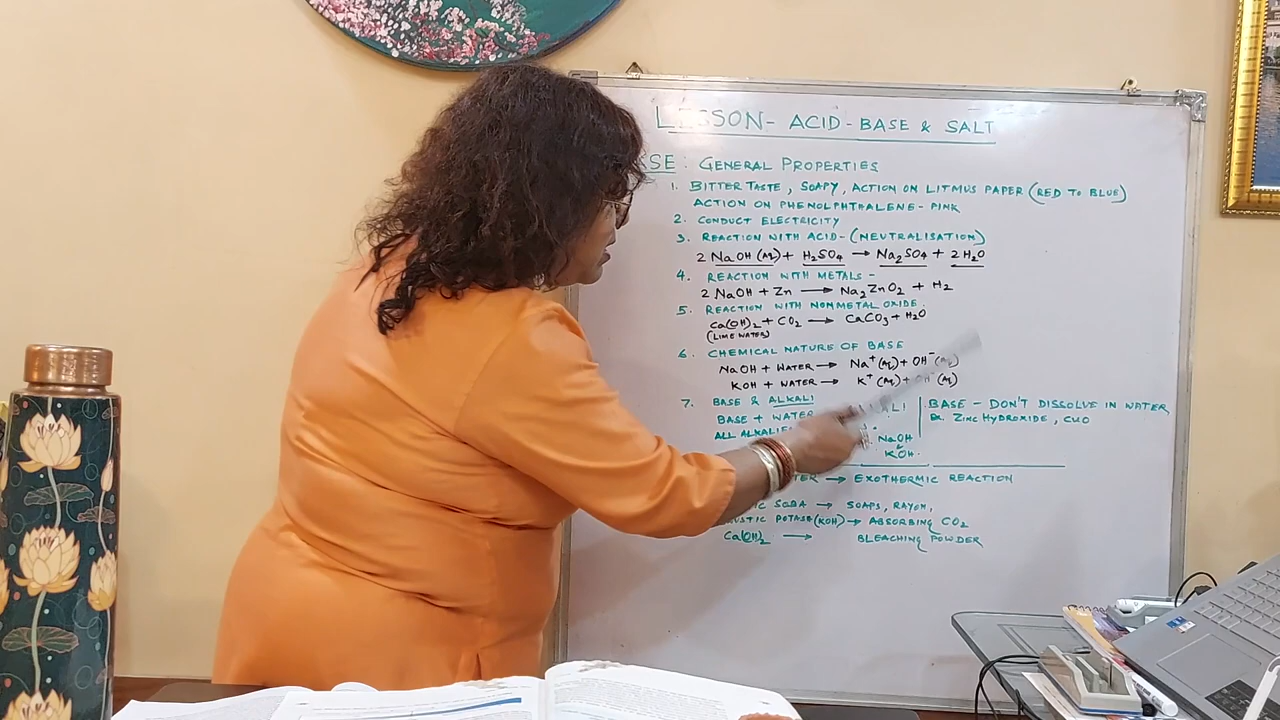 LESSON - ACID - BASE & SALT
BASE : GENERAL PROPERTIES
1. BITTER TASTE, SOAPY, ACTION ON LITMUS PAPER (RED TO BLUE)
ACTION ON PHENOLPHTHALENE - PINK
2. CONDUCT ELECTRICITY
3. REACTION WITH ACID - (NEUTRALISATION)
2 NaOH (Aq) + H₂SO₄ → Na₂SO₄ + 2H₂O
4. REACTION WITH METALS -
2 NaOH + Zn → Na₂ZnO₂ + H₂
5. REACTION WITH NONMETAL OXIDE.
Ca(OH)₂ + CO₂ → CaCO₃ + H₂O
(LIME WATER)
6. CHEMICAL NATURE OF BASE
NaOH + WATER → Na⁺(Aq) + OH⁻(Aq)
KOH + WATER → K⁺(Aq) + OH⁻(Aq)
7. BASE & ALKALI
BASE + WATER
ALL ALKALIES
NaOH
KOH.
BASE - DON'T DISSOLVE IN WATER,
ZINC HYDROXIDE, CUO
→ EXOTHERMIC REACTION
SODA → SOAPS, RAYON,
POTASE (KOH) → ABSORBING CO₂
Ca(OH)₂ → BLEACHING POWDER